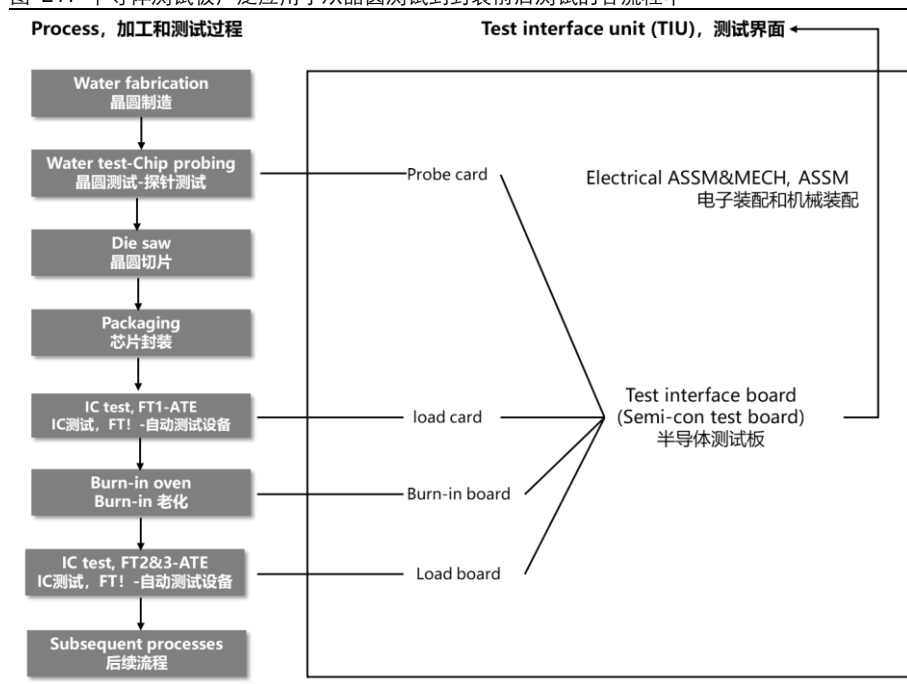 Process，加工和测试过程
Test interface unit (TIU)，测试界面
Water fabrication
晶圆制造
Water test-Chip probing
晶圆测试-探针测试
Probe card
Electrical ASSM&MECH, ASSM
电子装配和机械装配
Die saw
晶圆切片
Packaging
芯片封装
IC test, FT1-ATE
IC测试，FT！-自动测试设备
load card
Test interface board
(Semi-con test board)
半导体测试板
Burn-in oven
Burn-in 老化
Burn-in board
IC test, FT2&3-ATE
IC测试，FT！-自动测试设备
Load board
Subsequent processes
后续流程